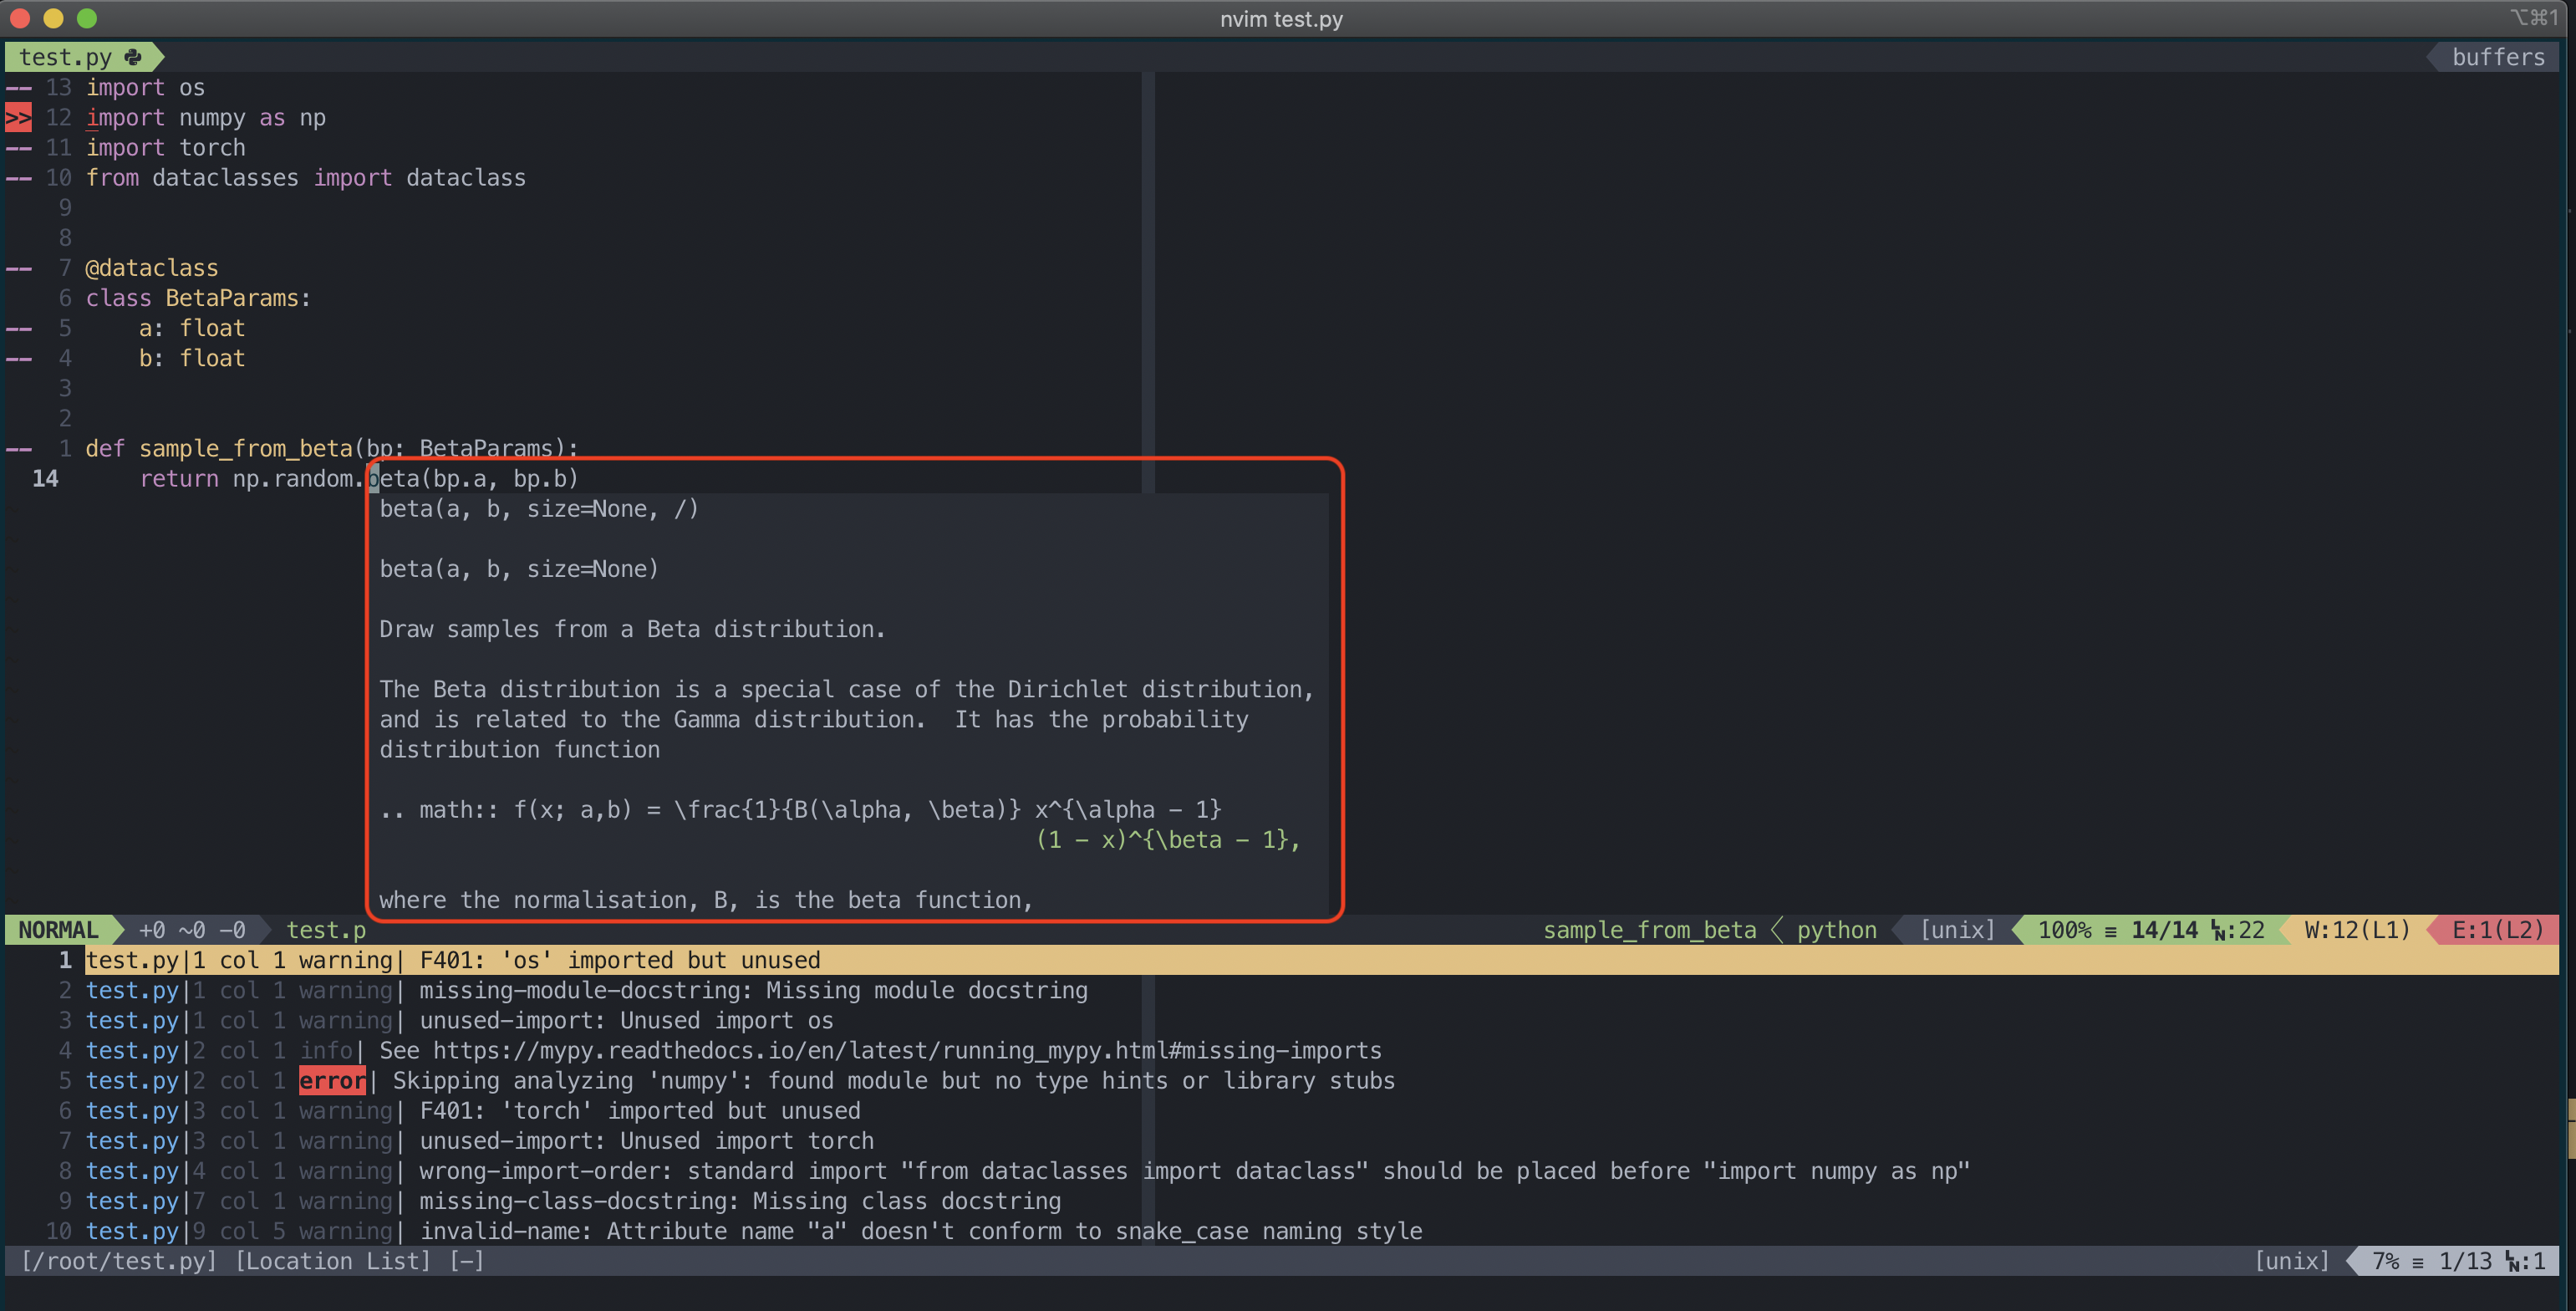 nvim test.py
⌥⌘1
test.py
buffers
-- 13 import os
>> 12 import numpy as np
-- 11 import torch
-- 10 from dataclasses import dataclass
9
8
-- 7 @dataclass
6 class BetaParams:
-- 5     a: float
-- 4     b: float
3
2
-- 1 def sample_from_beta(bp: BetaParams):
14     return np.random.beta(bp.a, bp.b)
beta(a, b, size=None, /)
beta(a, b, size=None)
Draw samples from a Beta distribution.
The Beta distribution is a special case of the Dirichlet distribution,
and is related to the Gamma distribution.  It has the probability
distribution function
.. math:: f(x; a,b) = \frac{1}{B(\alpha, \beta)} x^{\alpha - 1}
(1 - x)^{\beta - 1},
where the normalisation, B, is the beta function,
NORMAL +0 ~0 -0 test.p sample_from_beta < python [unix] 100% ≡ 14/14 ␤:22 W:12(L1) E:1(L2)
1 test.py|1 col 1 warning| F401: 'os' imported but unused
2 test.py|1 col 1 warning| missing-module-docstring: Missing module docstring
3 test.py|1 col 1 warning| unused-import: Unused import os
4 test.py|2 col 1 info| See https://mypy.readthedocs.io/en/latest/running_mypy.html#missing-imports
5 test.py|2 col 1 error| Skipping analyzing 'numpy': found module but no type hints or library stubs
6 test.py|3 col 1 warning| F401: 'torch' imported but unused
7 test.py|3 col 1 warning| unused-import: Unused import torch
8 test.py|4 col 1 warning| wrong-import-order: standard import "from dataclasses import dataclass" should be placed before "import numpy as np"
9 test.py|7 col 1 warning| missing-class-docstring: Missing class docstring
10 test.py|9 col 5 warning| invalid-name: Attribute name "a" doesn't conform to snake_case naming style
[/root/test.py] [Location List] [-] [unix] 7% ≡ 1/13 ␤:1